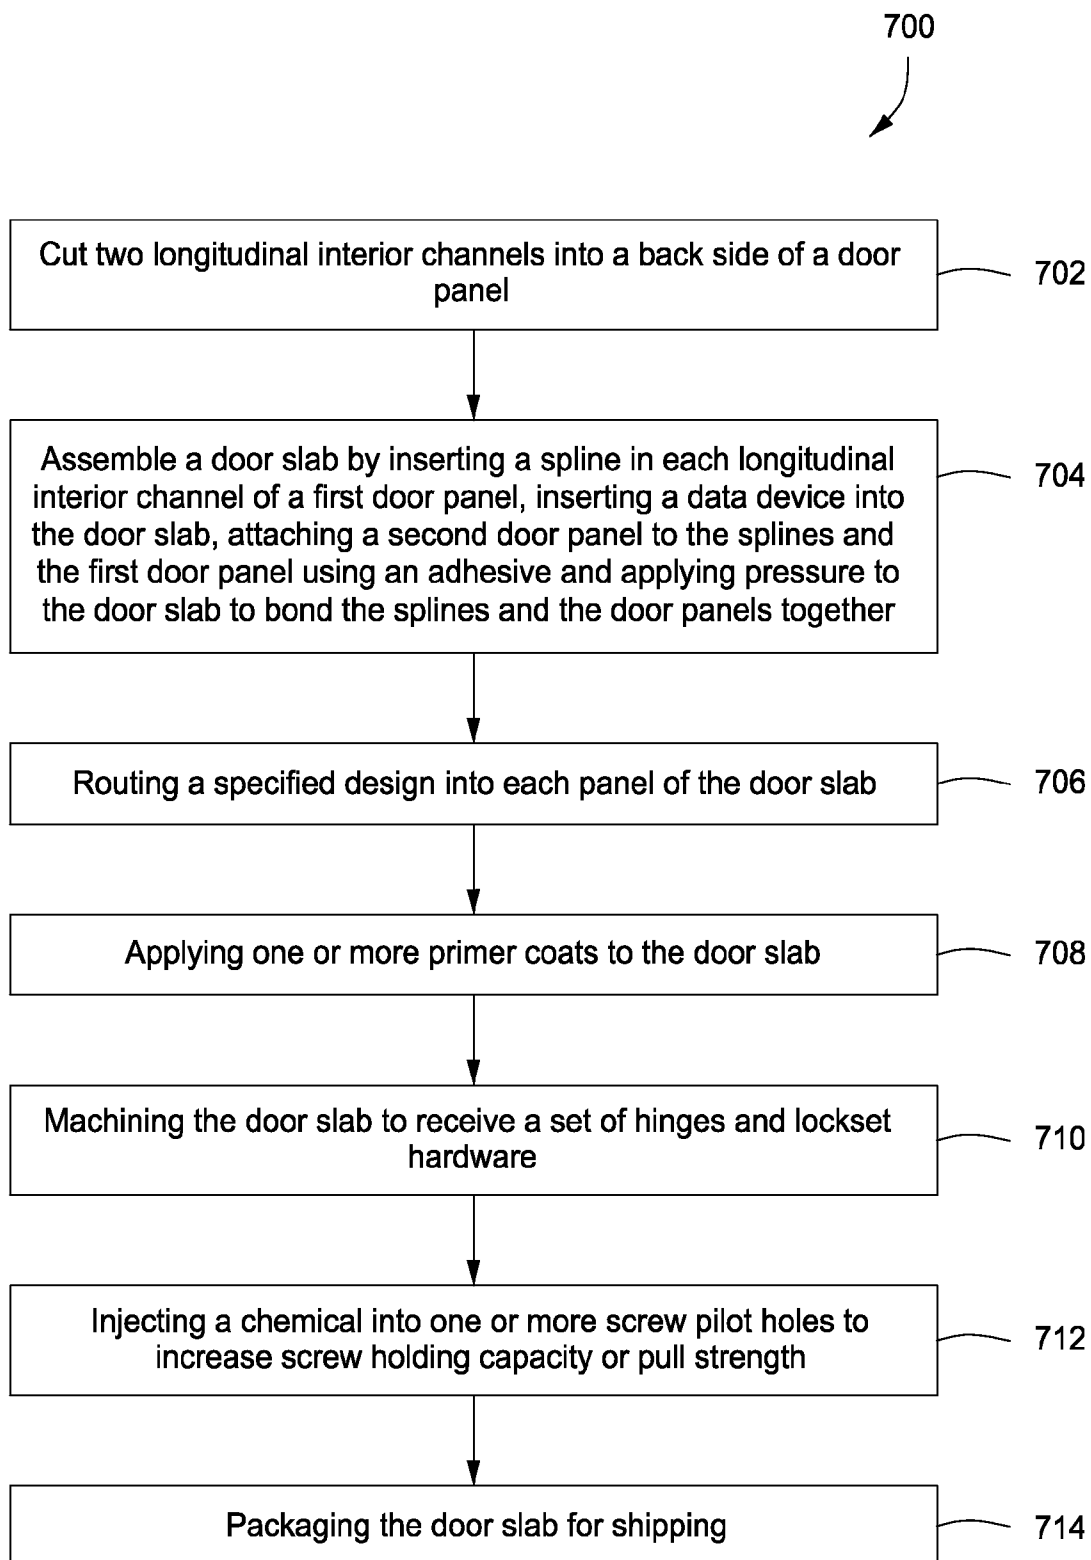 700
Cut two longitudinal interior channels into a back side of a door
panel
702
Assemble a door slab by inserting a spline in each longitudinal
interior channel of a first door panel, inserting a data device into
the door slab, attaching a second door panel to the splines and
the first door panel using an adhesive and applying pressure to
the door slab to bond the splines and the door panels together
704
Routing a specified design into each panel of the door slab
706
Applying one or more primer coats to the door slab
708
Machining the door slab to receive a set of hinges and lockset
hardware
710
Injecting a chemical into one or more screw pilot holes to
increase screw holding capacity or pull strength
712
Packaging the door slab for shipping
714